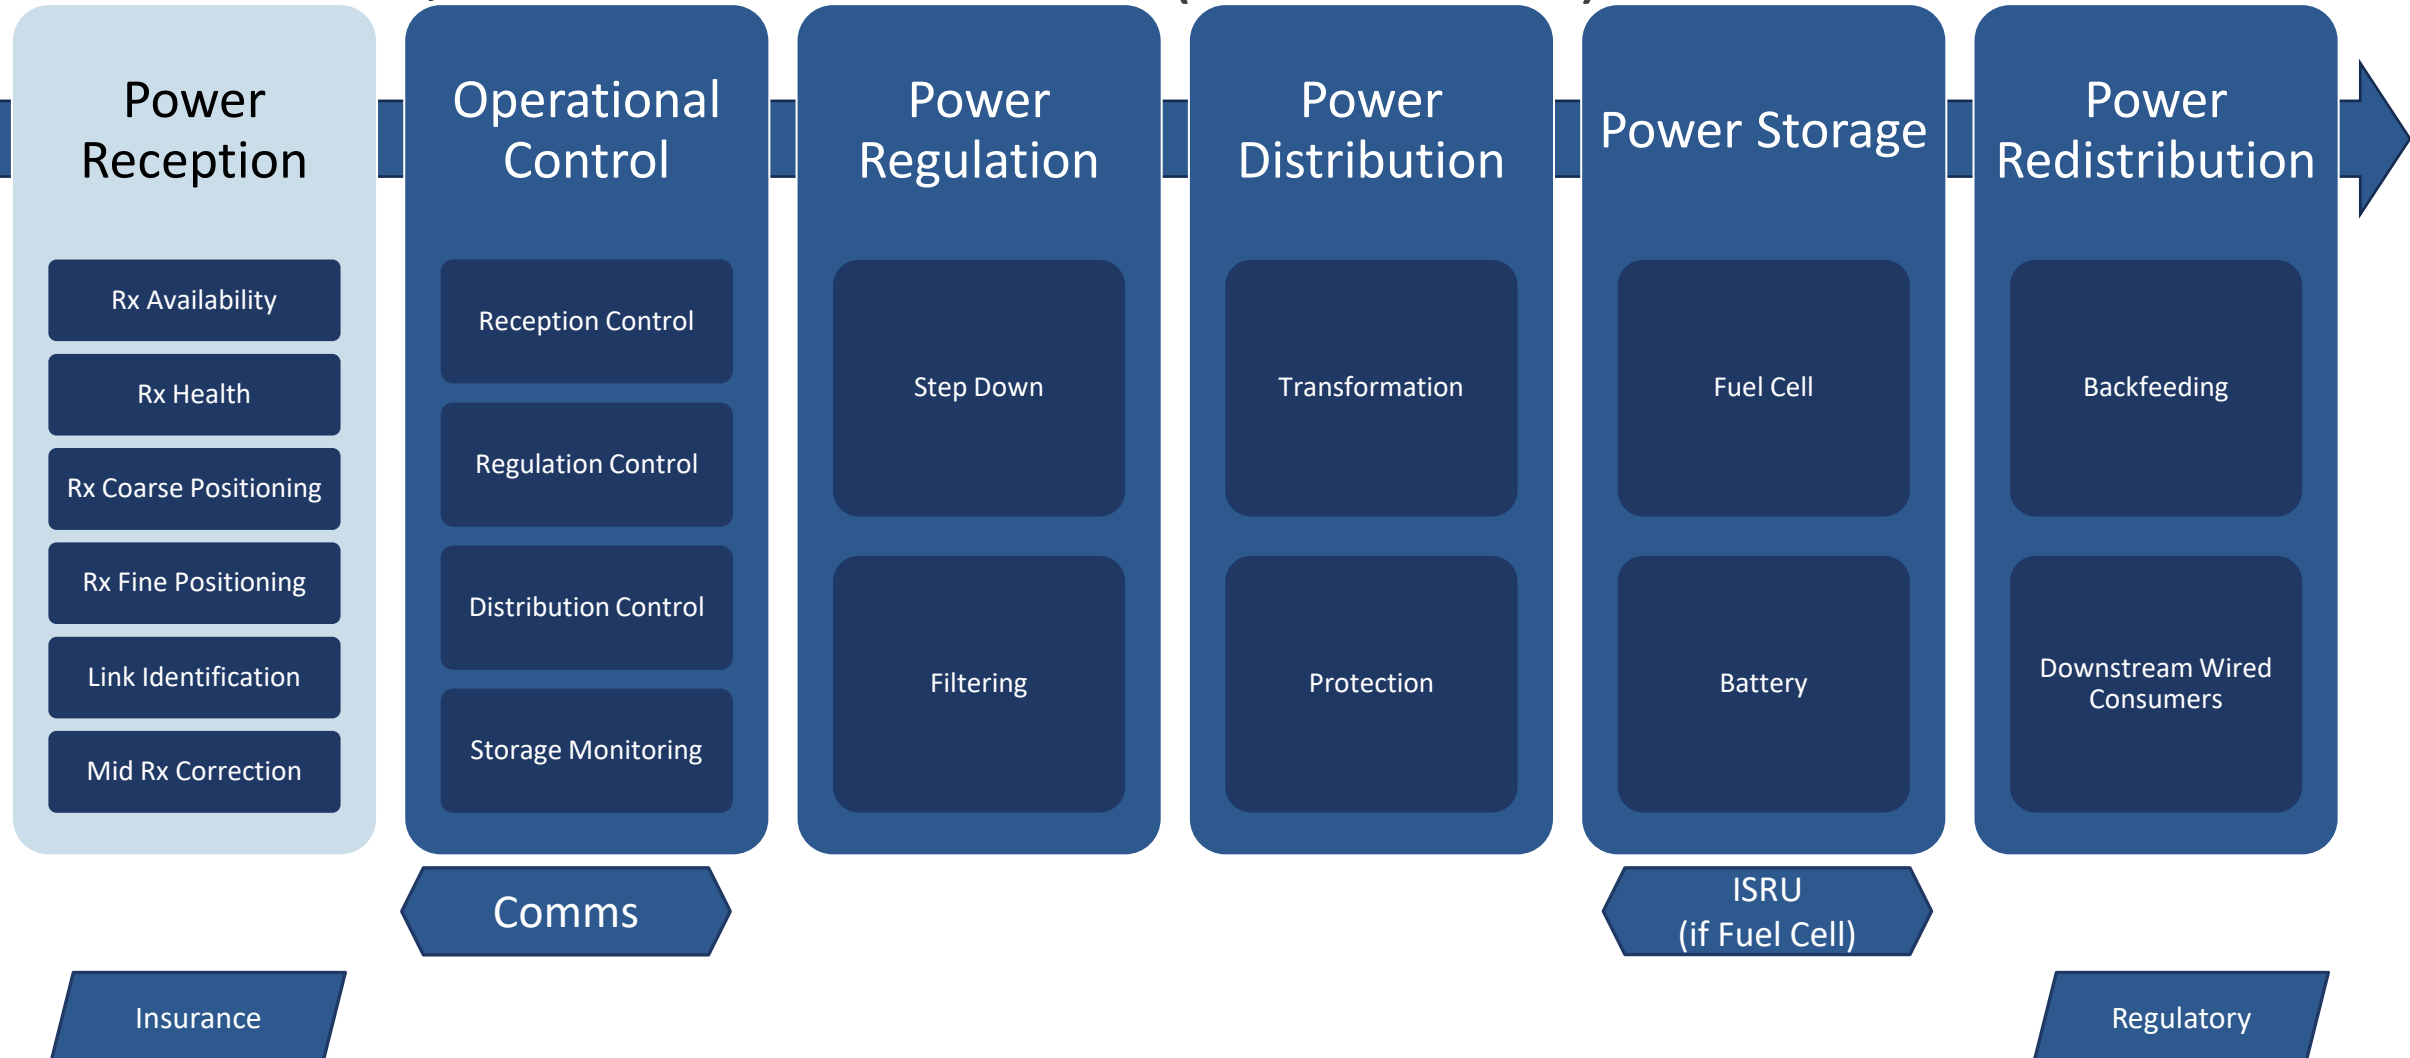 Power
Reception
Rx Availability
Rx Health
Rx Coarse Positioning
Rx Fine Positioning
Link Identification
Mid Rx Correction
Operational
Control
Reception Control
Regulation Control
Distribution Control
Storage Monitoring
Power
Regulation
Step Down
Filtering
Power
Distribution
Transformation
Protection
Power Storage
Fuel Cell
Battery
Power
Redistribution
Backfeeding
Downstream Wired
Consumers
Comms
ISRU
(if Fuel Cell)
Insurance
Regulatory